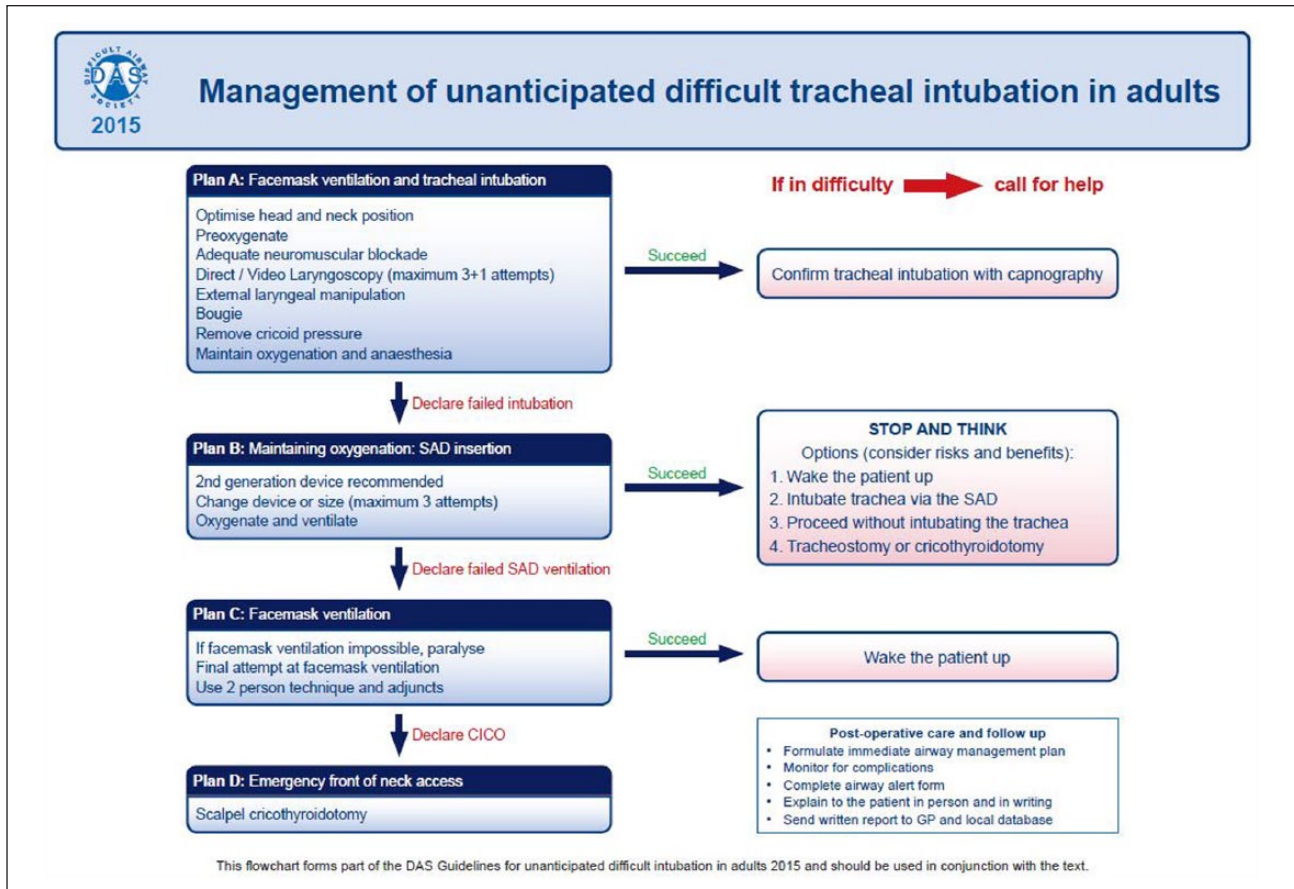 DIFFICULT AIRWAY SOCIETY
DAS
2015
Management of unanticipated difficult tracheal intubation in adults
If in difficulty
call for help
Plan A: Facemask ventilation and tracheal intubation
Optimise head and neck position
Preoxygenate
Adequate neuromuscular blockade
Direct / Video Laryngoscopy (maximum 3+1 attempts)
External laryngeal manipulation
Bougie
Remove cricoid pressure
Maintain oxygenation and anaesthesia
Succeed
Confirm tracheal intubation with capnography
Declare failed intubation
Plan B: Maintaining oxygenation: SAD insertion
2nd generation device recommended
Change device or size (maximum 3 attempts)
Oxygenate and ventilate
Succeed
STOP AND THINK
Options (consider risks and benefits):
1. Wake the patient up
2. Intubate trachea via the SAD
3. Proceed without intubating the trachea
4. Tracheostomy or cricothyroidotomy
Declare failed SAD ventilation
Plan C: Facemask ventilation
If facemask ventilation impossible, paralyse
Final attempt at facemask ventilation
Use 2 person technique and adjuncts
Succeed
Wake the patient up
Declare CICO
Plan D: Emergency front of neck access
Scalpel cricothyroidotomy
Post-operative care and follow up
• Formulate immediate airway management plan
• Monitor for complications
• Complete airway alert form
• Explain to the patient in person and in writing
• Send written report to GP and local database
This flowchart forms part of the DAS Guidelines for unanticipated difficult intubation in adults 2015 and should be used in conjunction with the text.